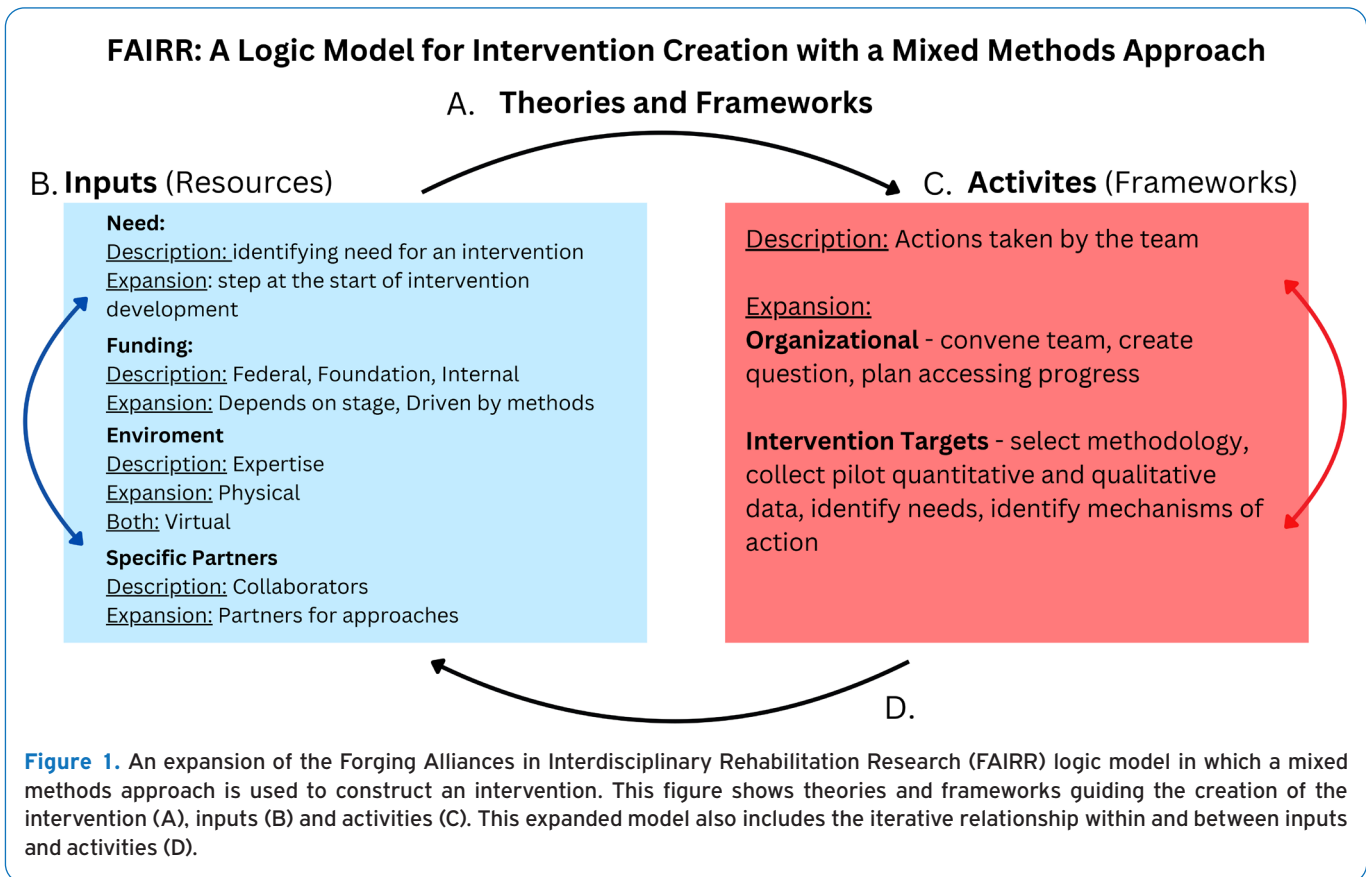 FAIRR: A Logic Model for Intervention Creation with a Mixed Methods Approach
A. Theories and Frameworks
B. Inputs (Resources)
Need:
Description: identifying need for an intervention
Expansion: step at the start of intervention
development
Funding:
Description: Federal, Foundation, Internal
Expansion: Depends on stage, Driven by methods
Enviroment
Description: Expertise
Expansion: Physical
Both: Virtual
Specific Partners
Description: Collaborators
Expansion: Partners for approaches
C. Activites (Frameworks)
Description: Actions taken by the team
Expansion:
Organizational - convene team, create
question, plan accessing progress
Intervention Targets - select methodology,
collect pilot quantitative and qualitative
data, identify needs, identify mechanisms of
action
D.
Figure 1. An expansion of the Forging Alliances in Interdisciplinary Rehabilitation Research (FAIRR) logic model in which a mixed
methods approach is used to construct an intervention. This figure shows theories and frameworks guiding the creation of the
intervention (A), inputs (B) and activities (C). This expanded model also includes the iterative relationship within and between inputs
and activities (D).